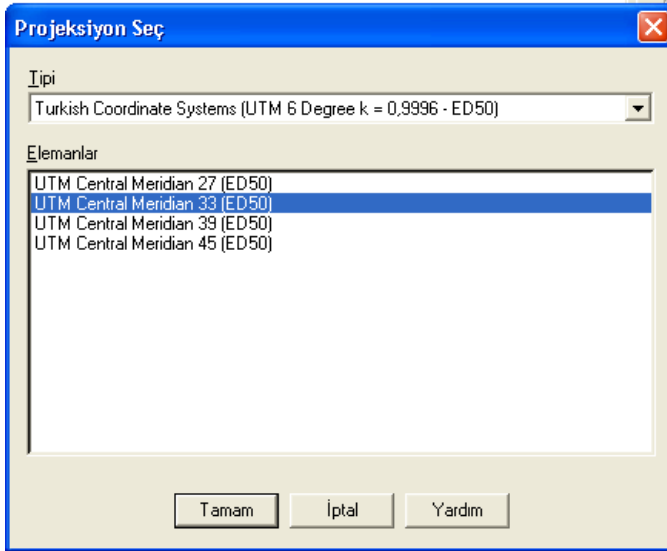 Projeksiyon Seç
Tipi
Turkish Coordinate Systems (UTM 6 Degree k = 0,9996 - ED50)
Elemanlar
UTM Central Meridian 27 (ED50)
UTM Central Meridian 33 (ED50)
UTM Central Meridian 39 (ED50)
UTM Central Meridian 45 (ED50)
Tamam İptal Yardım